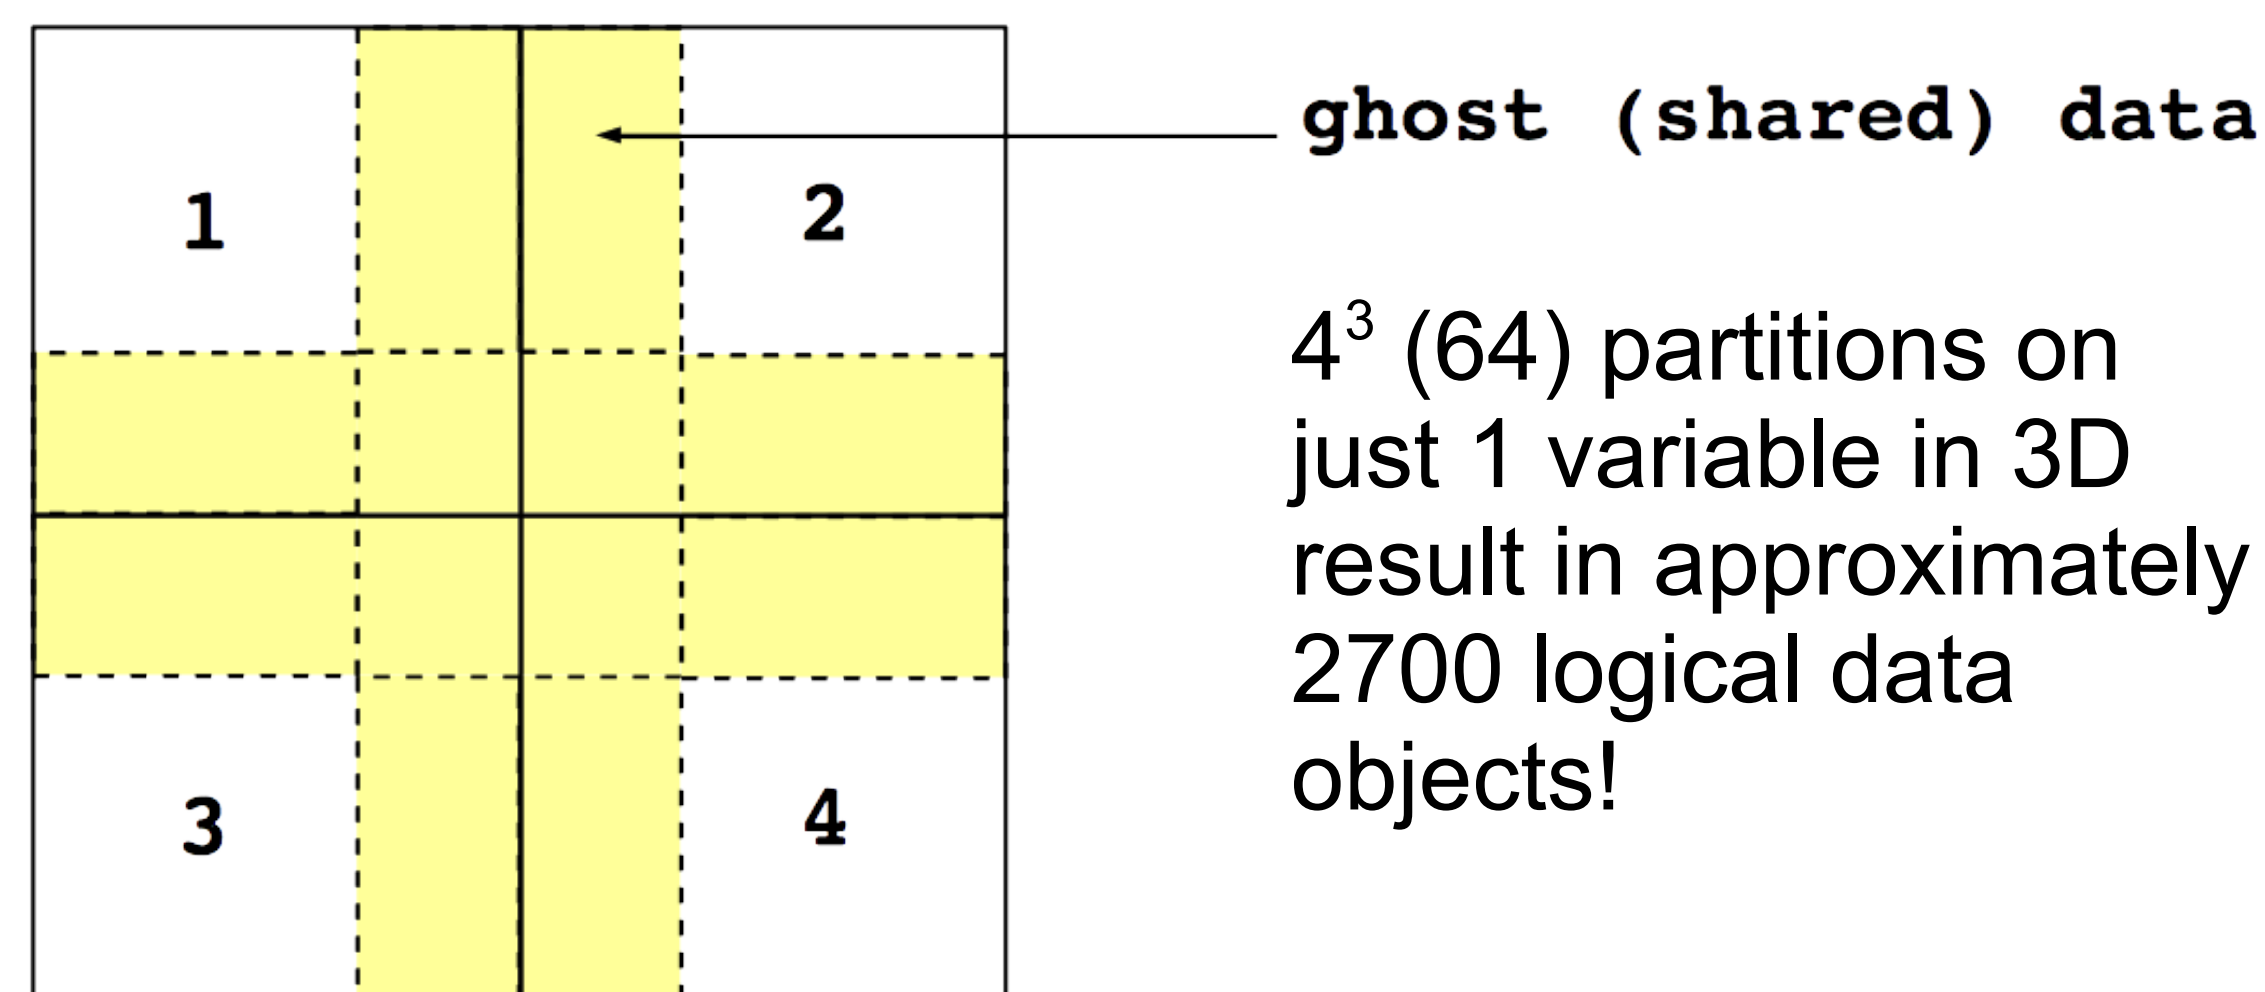 ghost (shared) data
1
2
4³ (64) partitions on
just 1 variable in 3D
result in approximately
2700 logical data
objects!
3
4